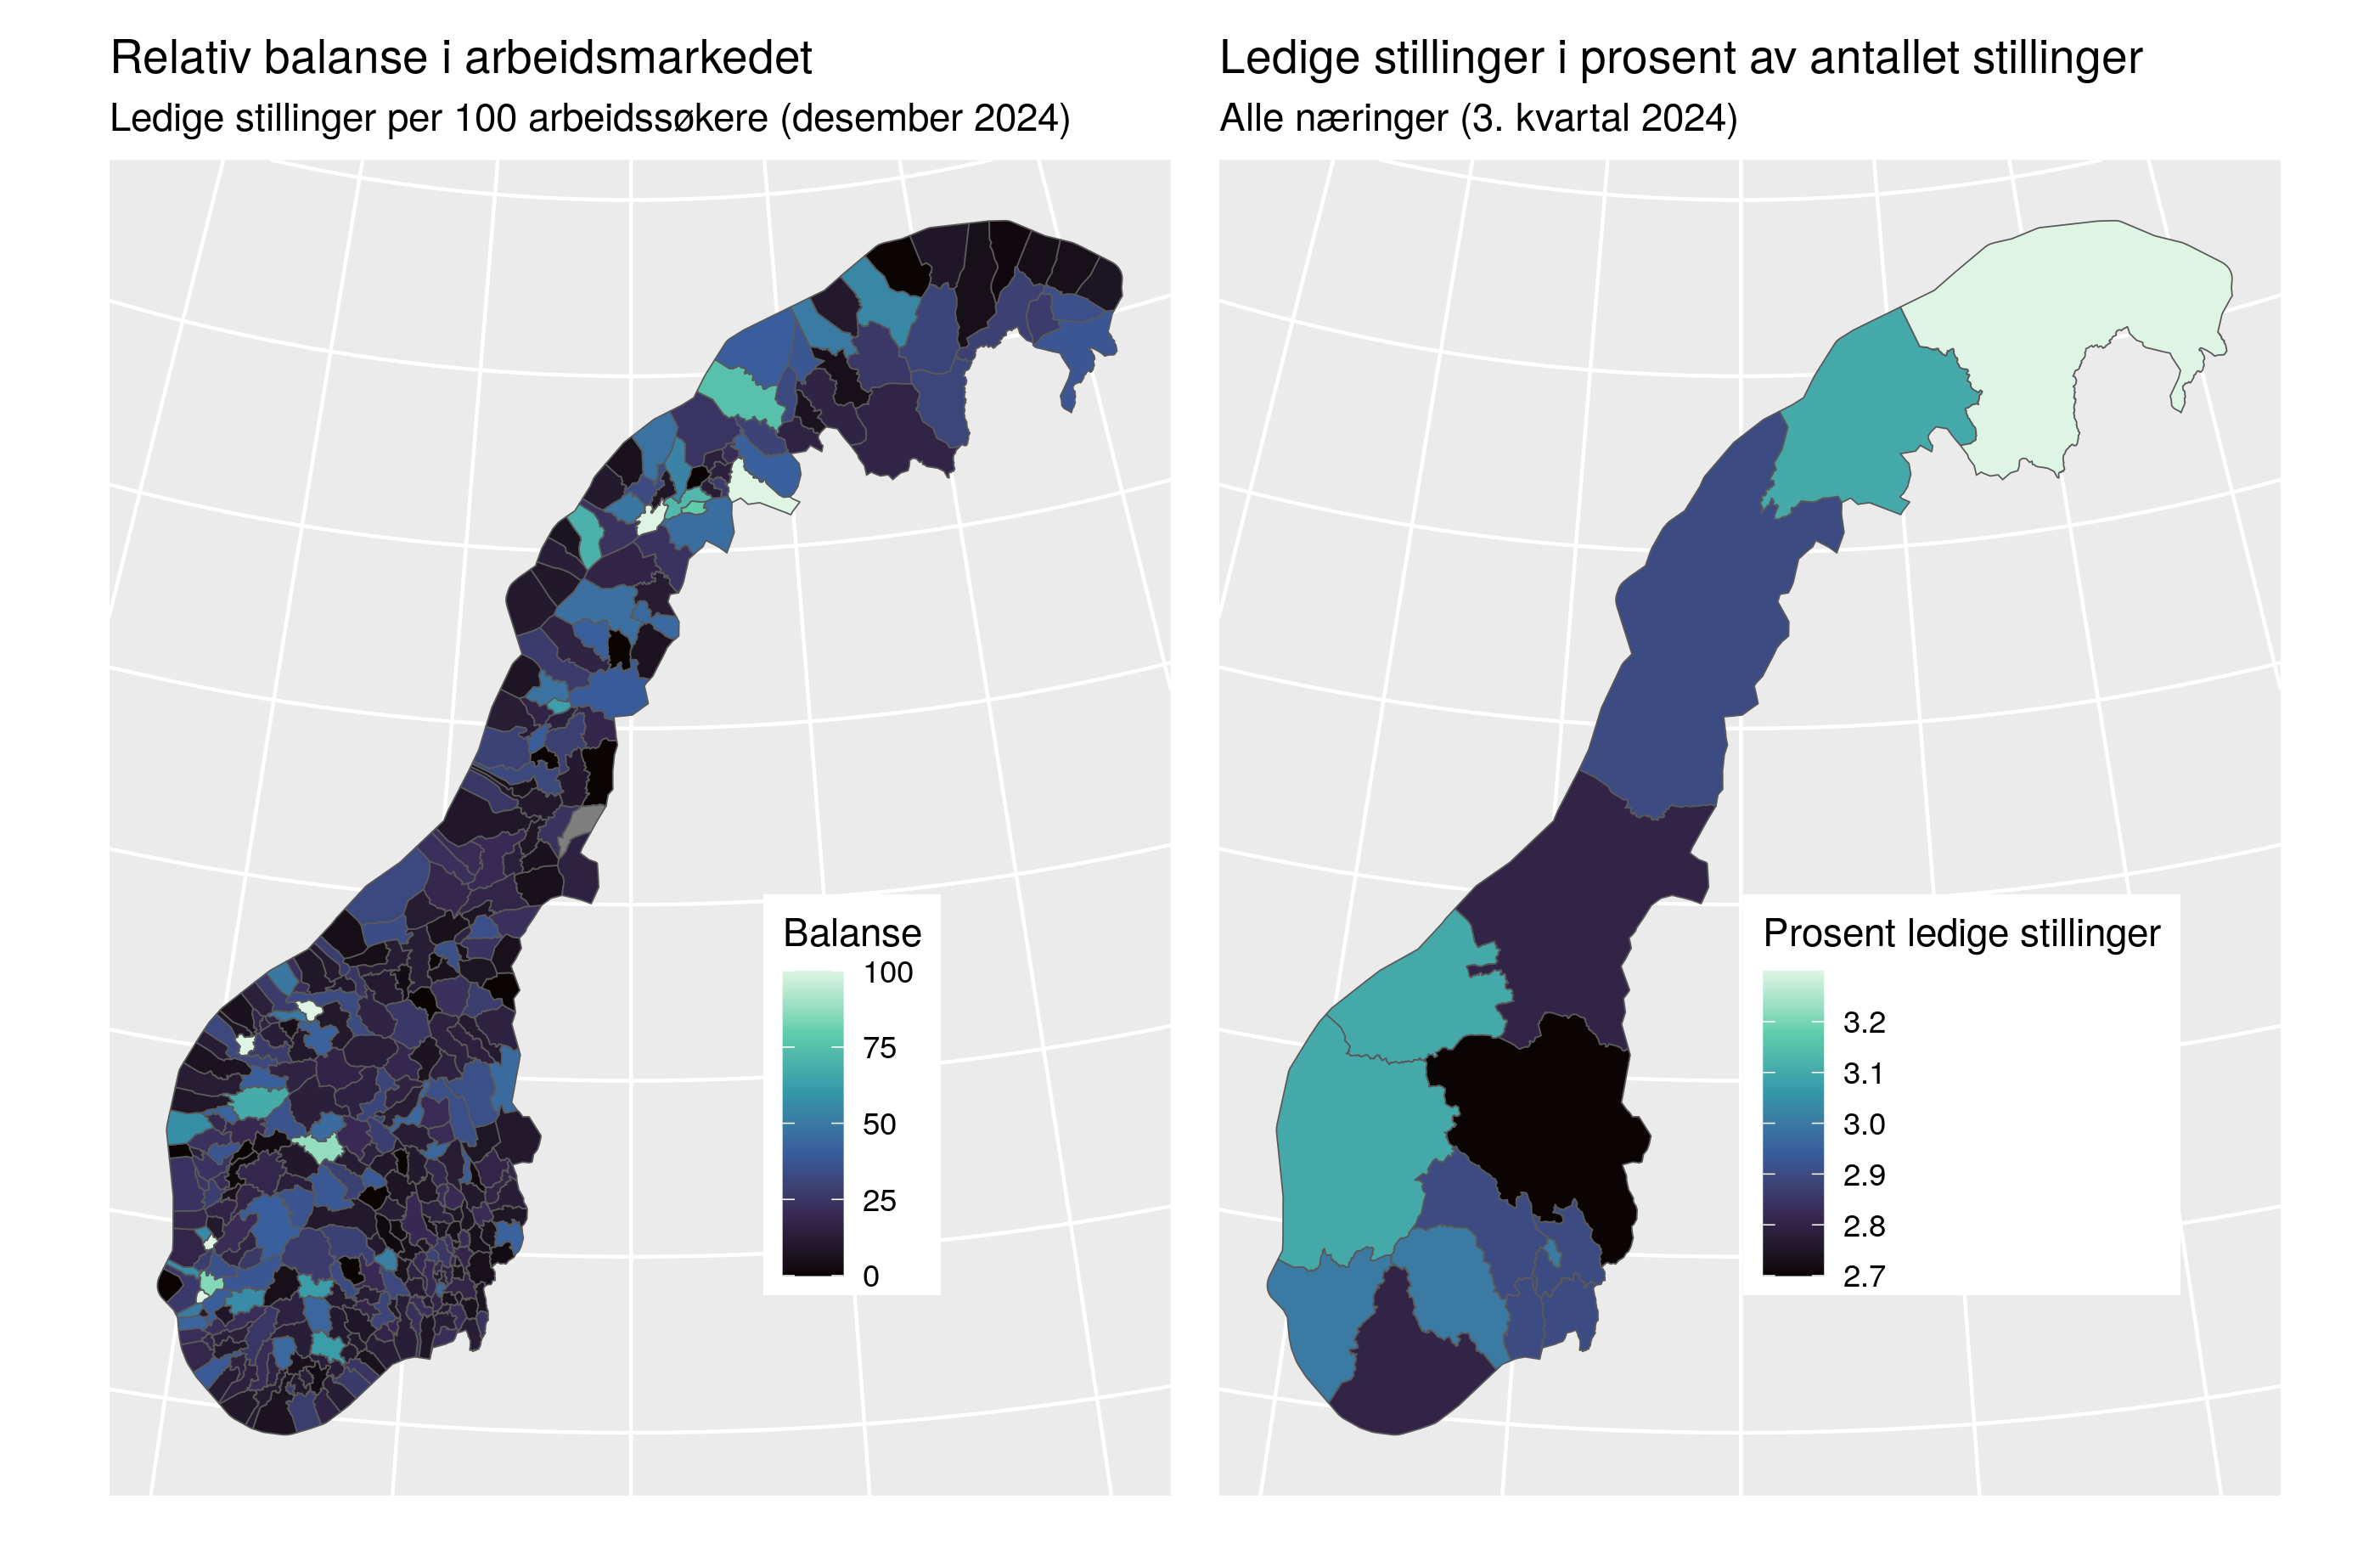 Relativ balanse i arbeidsmarkedet
Ledige stillinger per 100 arbeidssøkere (desember 2024)
Balanse
100
75
50
25
0
Ledige stillinger i prosent av antallet stillinger
Alle næringer (3. kvartal 2024)
Prosent ledige stillinger
3.2
3.1
3.0
2.9
2.8
2.7